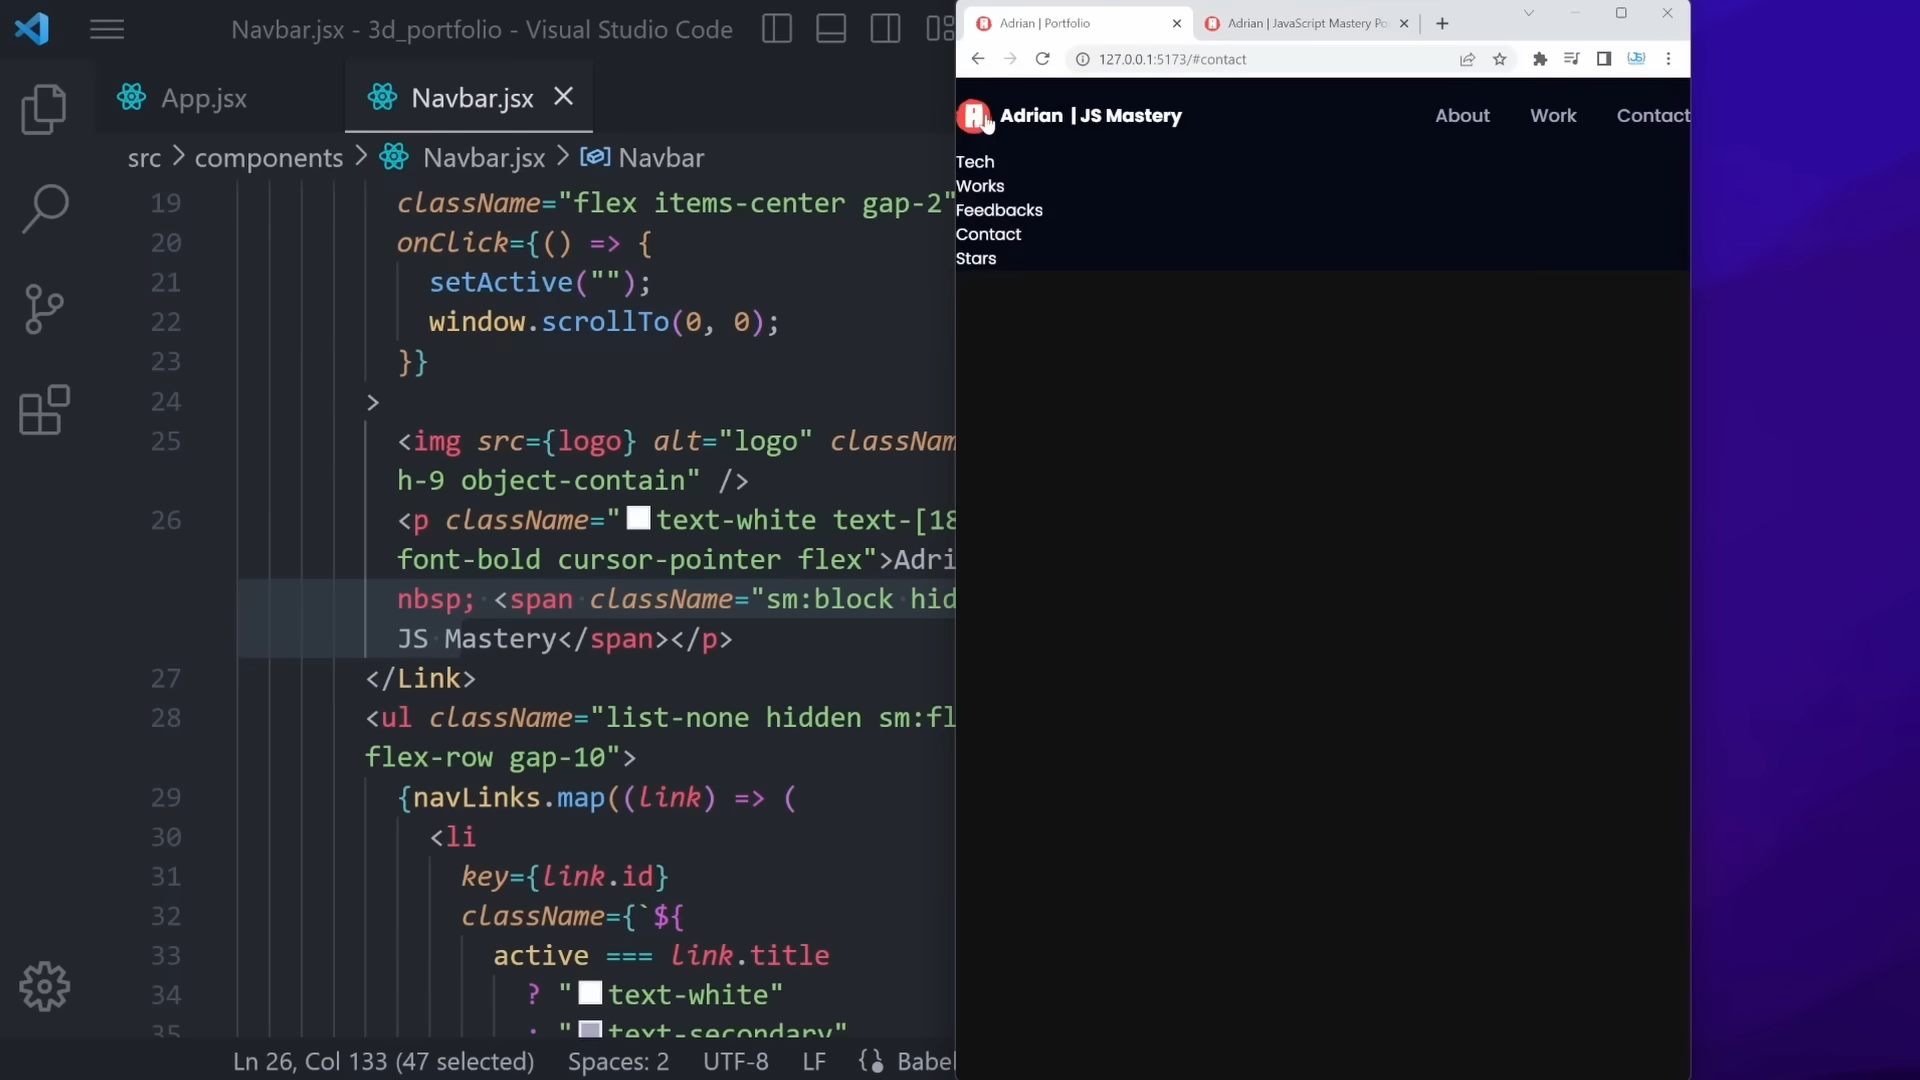 Navbar.jsx - 3d_portfolio - Visual Studio Code
App.jsx
Navbar.jsx
src > components > Navbar.jsx > Navbar
19 className="flex items-center gap-2"
20 onClick={() => {
21 setActive("");
22 window.scrollTo(0, 0);
23 }}
24 >
25 <img src={logo} alt="logo" classNam
h-9 object-contain" />
26 <p className="text-white text-[18
font-bold cursor-pointer flex">Adri
nbsp; <span className="sm:block hid
JS Mastery</span></p>
27 </Link>
28 <ul className="list-none hidden sm:fl
flex-row gap-10">
29 {navLinks.map((link) => (
30 <li
31 key={link.id}
32 className={`${
33 active === link.title
34 ? "text-white"
35 : "text-secondary"
Ln 26, Col 133 (47 selected) Spaces: 2 UTF-8 LF Babe
Adrian | Portfolio
Adrian | JavaScript Mastery Po
127.0.0.1:5173/#contact
Adrian | JS Mastery
About Work Contact
Tech
Works
Feedbacks
Contact
Stars